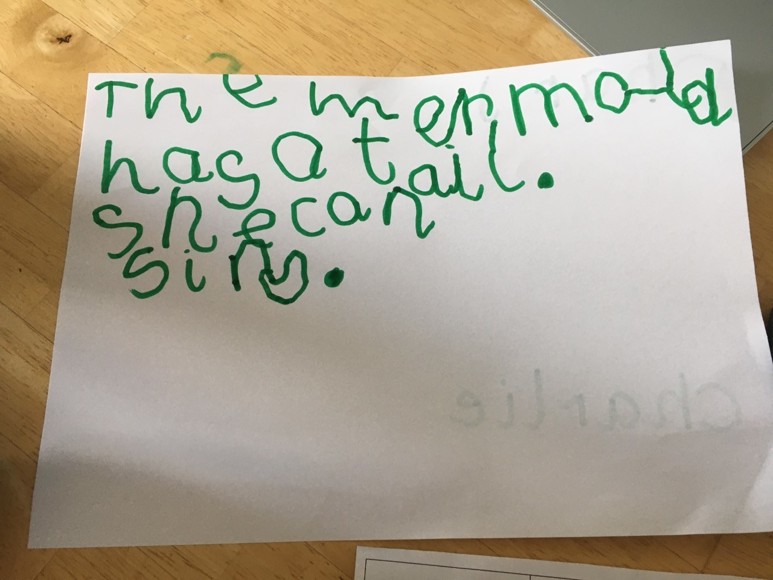 The mermaid
has a tail.
she can
sing.
charlie